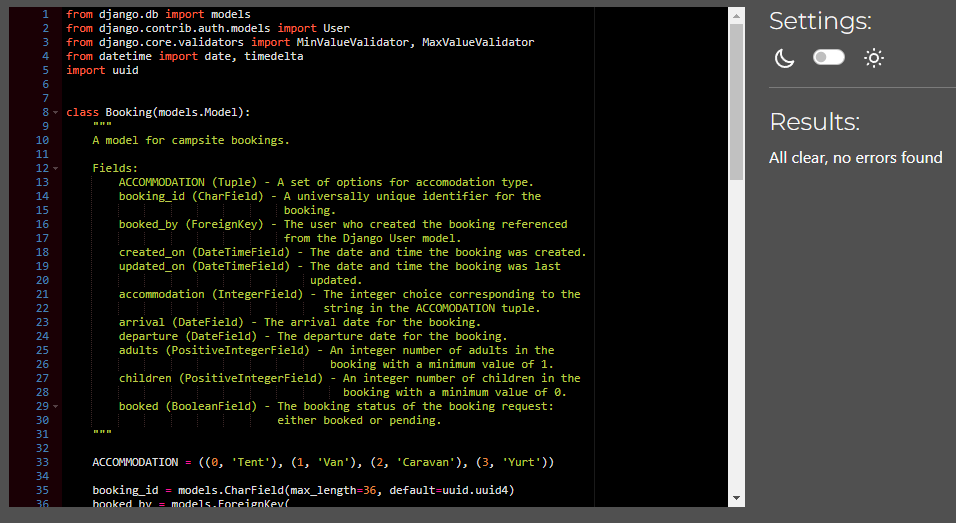 1 from django.db import models
2 from django.contrib.auth.models import User
3 from django.core.validators import MinValueValidator, MaxValueValidator
4 from datetime import date, timedelta
5 import uuid
6
7
8 class Booking(models.Model):
9 """
10 A model for campsite bookings.
11
12 Fields:
13 ACCOMMODATION (Tuple) - A set of options for accomodation type.
14 booking_id (CharField) - A universally unique identifier for the
15 booking.
16 booked_by (ForeignKey) - The user who created the booking referenced
17 from the Django User model.
18 created_on (DateTimeField) - The date and time the booking was created.
19 updated_on (DateTimeField) - The date and time the booking was last
20 updated.
21 accommodation (IntegerField) - The integer choice corresponding to the
22 string in the ACCOMODATION tuple.
23 arrival (DateField) - The arrival date for the booking.
24 departure (DateField) - The departure date for the booking.
25 adults (PositiveIntegerField) - An integer number of adults in the
26 booking with a minimum value of 1.
27 children (PositiveIntegerField) - An integer number of children in the
28 booking with a minimum value of 0.
29 booked (BooleanField) - The booking status of the booking request:
30 either booked or pending.
31 """
32
33 ACCOMMODATION = ((0, 'Tent'), (1, 'Van'), (2, 'Caravan'), (3, 'Yurt'))
34
35 booking_id = models.CharField(max_length=36, default=uuid.uuid4)
36 booked_by = models.ForeignKey(
Settings:
Results:
All clear, no errors found